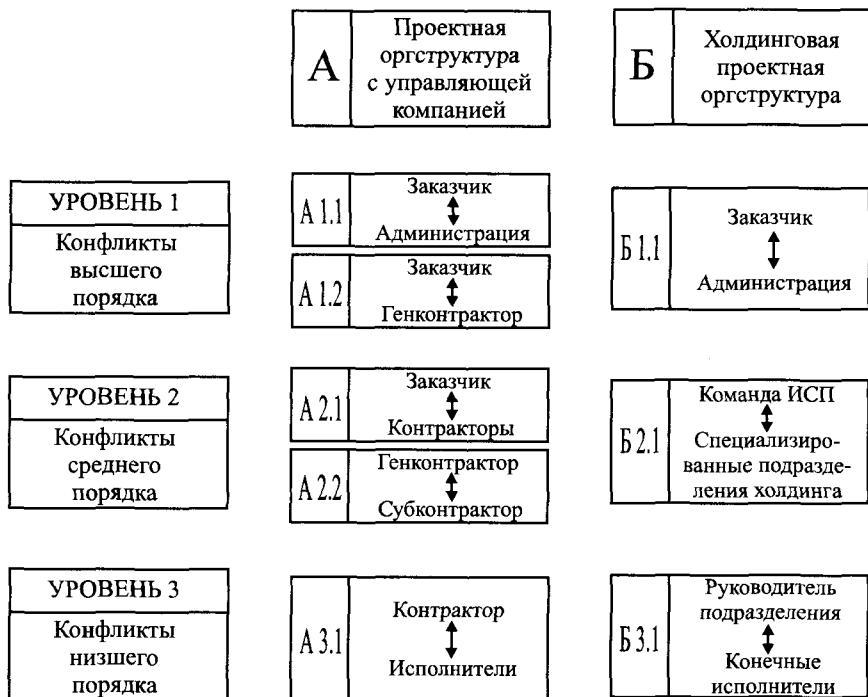 А
Проектная
оргструктура
с управляющей
компанией
Б
Холдинговая
проектная
оргструктура
УРОВЕНЬ 1
Конфликты
высшего
порядка
А 1.1
Заказчик
Администрация
А 1.2
Заказчик
Генконтрактор
Б 1.1
Заказчик
Администрация
УРОВЕНЬ 2
Конфликты
среднего
порядка
А 2.1
Заказчик
Контракторы
А 2.2
Генконтрактор
Субконтрактор
Б 2.1
Команда ИСП
Специализиро-
ванные подразде-
ления холдинга
УРОВЕНЬ 3
Конфликты
низшего
порядка
А 3.1
Контрактор
Исполнители
Б 3.1
Руководитель
подразделения
Конечные
исполнители